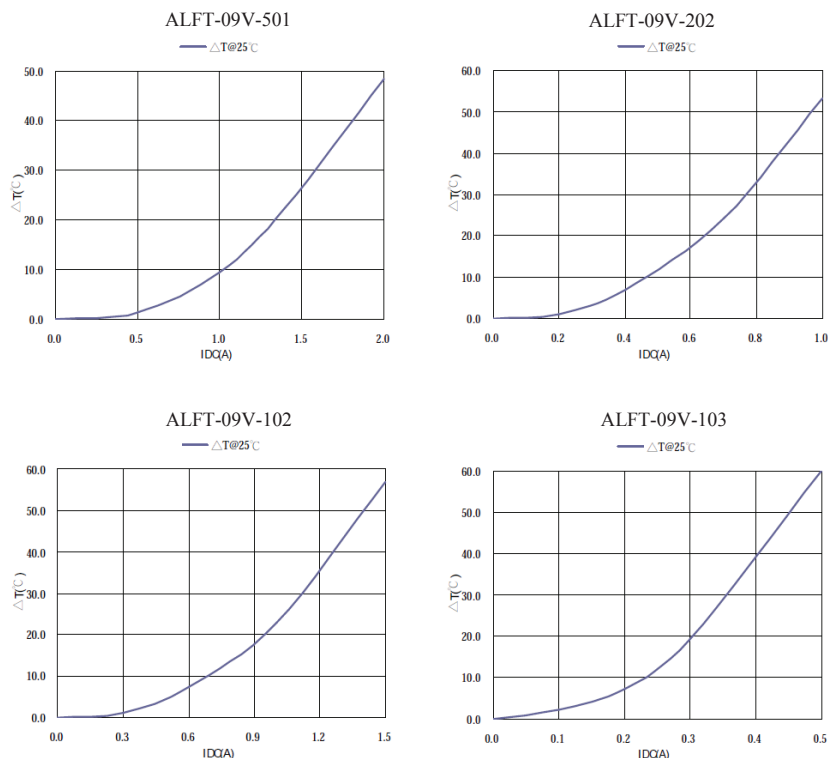 ALFT-09V-501
△T@25℃
50.0
40.0
30.0
20.0
10.0
0.0
△T(℃)
0.0 0.5 1.0 1.5 2.0
IDC(A)
ALFT-09V-202
△T@25℃
60.0
50.0
40.0
30.0
20.0
10.0
0.0
△T(℃)
0.0 0.2 0.4 0.6 0.8 1.0
IDC(A)
ALFT-09V-102
△T@25℃
60.0
50.0
40.0
30.0
20.0
10.0
0.0
△T(℃)
0.0 0.3 0.6 0.9 1.2 1.5
IDC(A)
ALFT-09V-103
△T@25℃
60.0
50.0
40.0
30.0
20.0
10.0
0.0
△T(℃)
0.0 0.1 0.2 0.3 0.4 0.5
IDC(A)